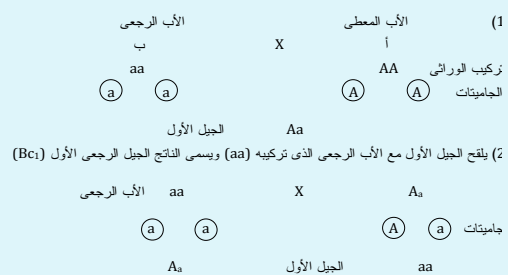 (1 الأب المعطى الأب الرجعى
أ X ب
تركيب الوراثى AA aa
الجاميتات A A a a
Aa الجيل الأول
2) يلقح الجيل الأول مع الأب الرجعى الذى تركيبه (aa) ويسمى الناتج الجيل الرجعى الأول (Bc₁)
Aa X aa الأب الرجعى
جاميتات a A a a
aa الجيل الأول Aa